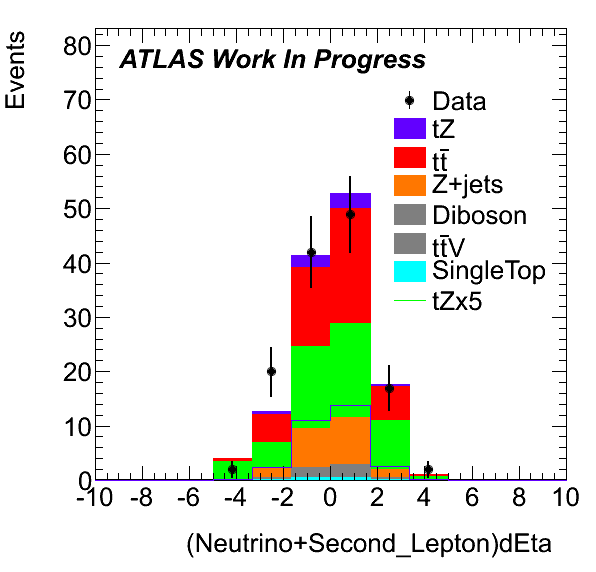 Events
ATLAS Work In Progress
80
70
60
50
40
30
20
10
0
-10 -8 -6 -4 -2 0 2 4 6 8 10
Data
tZ
tt̄
Z+jets
Diboson
tt̄V
SingleTop
tZx5
(Neutrino+Second_Lepton)dEta